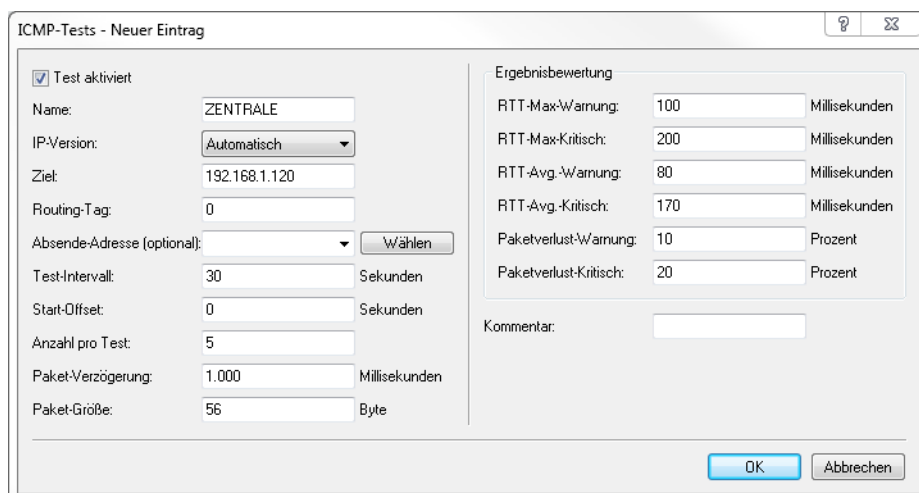 ICMP-Tests - Neuer Eintrag
Test aktiviert
Name: ZENTRALE
IP-Version: Automatisch
Ziel: 192.168.1.120
Routing-Tag: 0
Absende-Adresse (optional): Wählen
Test-Intervall: 30 Sekunden
Start-Offset: 0 Sekunden
Anzahl pro Test: 5
Paket-Verzögerung: 1.000 Millisekunden
Paket-Größe: 56 Byte
Ergebnisbewertung
RTT-Max-Warnung: 100 Millisekunden
RTT-Max-Kritisch: 200 Millisekunden
RTT-Avg.-Warnung: 80 Millisekunden
RTT-Avg.-Kritisch: 170 Millisekunden
Paketverlust-Warnung: 10 Prozent
Paketverlust-Kritisch: 20 Prozent
Kommentar:
OK Abbrechen